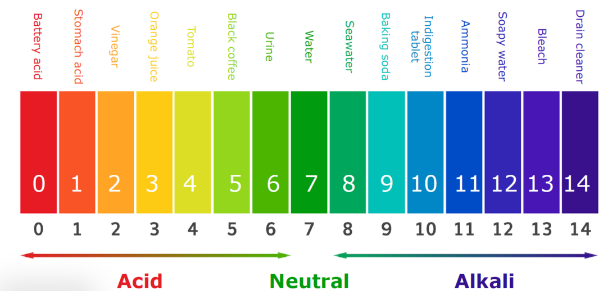 Battery acid
Stomach acid
Vinegar
Orange juice
Tomato
Black coffee
Urine
Water
Seawater
Baking soda
Indigestion
tablet
Ammonia
Soapy water
Bleach
Drain cleaner
0 1 2 3 4 5 6 7 8 9 10 11 12 13 14
0 1 2 3 4 5 6 7 8 9 10 11 12 13 14
Acid Neutral Alkali